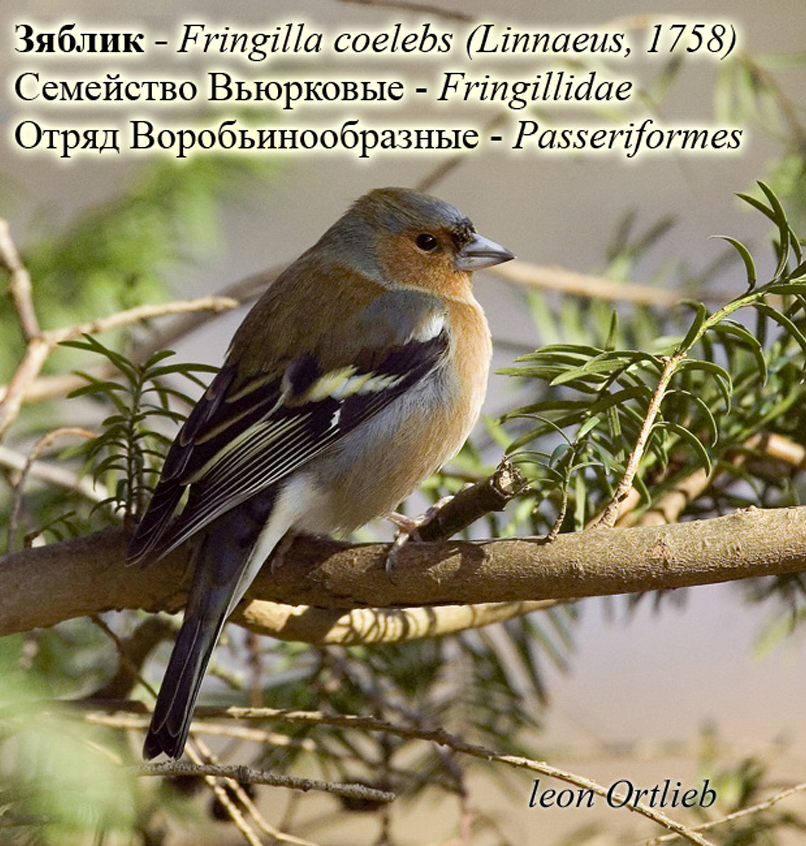 Зяблик - Fringilla coelebs (Linnaeus, 1758)
Семейство Вьюрковые - Fringillidae
Отряд Воробьинообразные - Passeriformes
leon Ortlieb